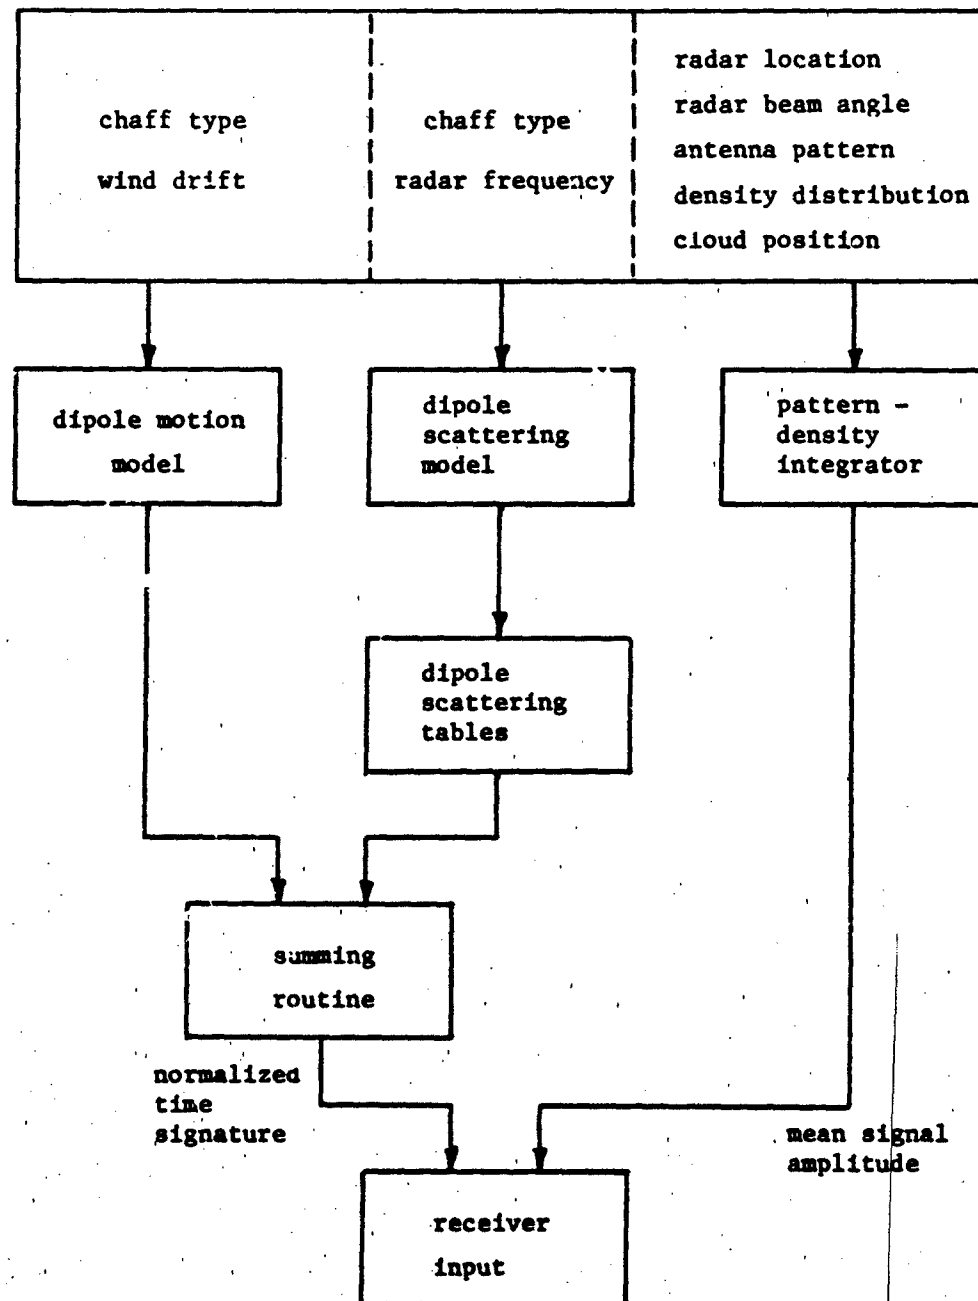 chaff type
wind drift
chaff type
radar frequency
radar location
radar beam angle
antenna pattern
density distribution
cloud position
dipole motion
model
dipole
scattering
model
pattern -
density
integrator
dipole
scattering
tables
summing
routine
normalized
time
signature
mean signal
amplitude
receiver
input